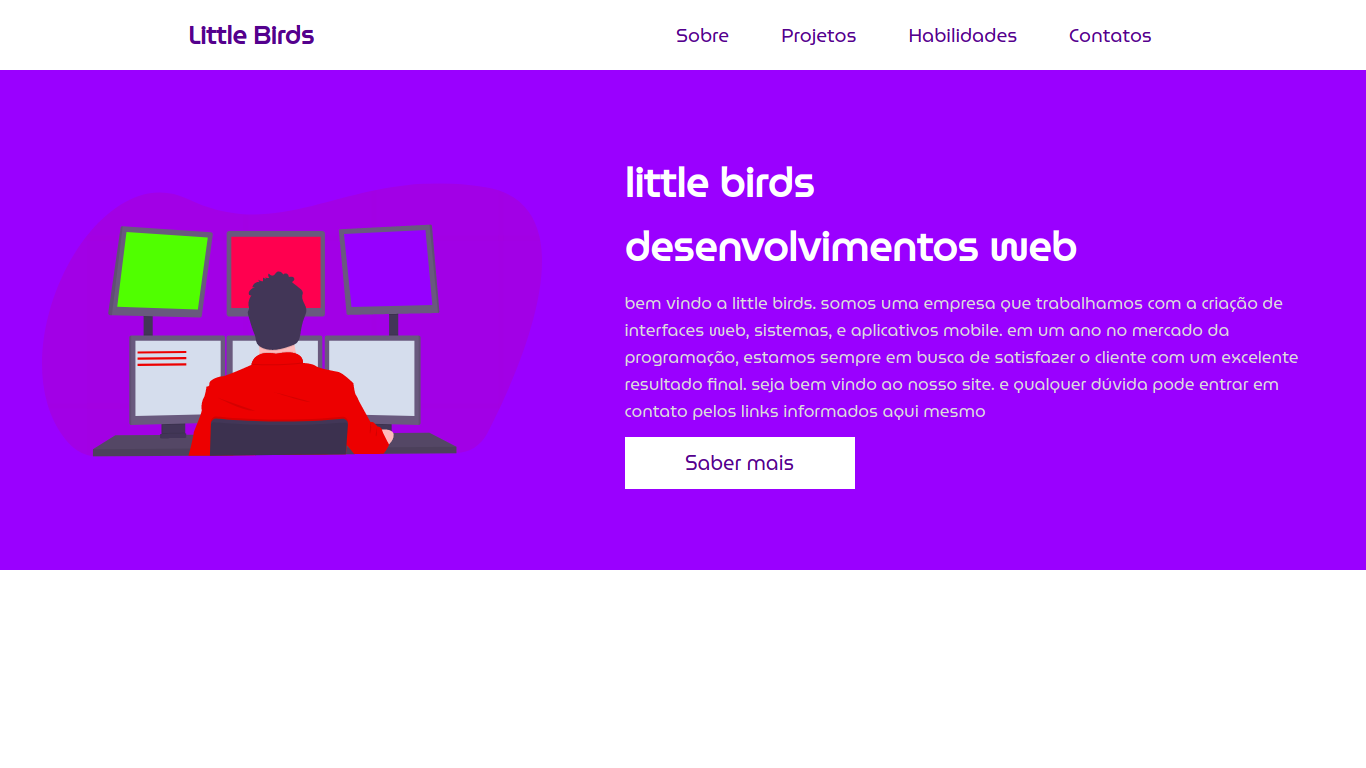 Little Birds
Sobre Projetos Habilidades Contatos
little birds
desenvolvimentos web
bem vindo a little birds. somos uma empresa que trabalhamos com a criação de
interfaces web, sistemas, e aplicativos mobile. em um ano no mercado da
programação, estamos sempre em busca de satisfazer o cliente com um excelente
resultado final. seja bem vindo ao nosso site. e qualquer dúvida pode entrar em
contato pelos links informados aqui mesmo
Saber mais